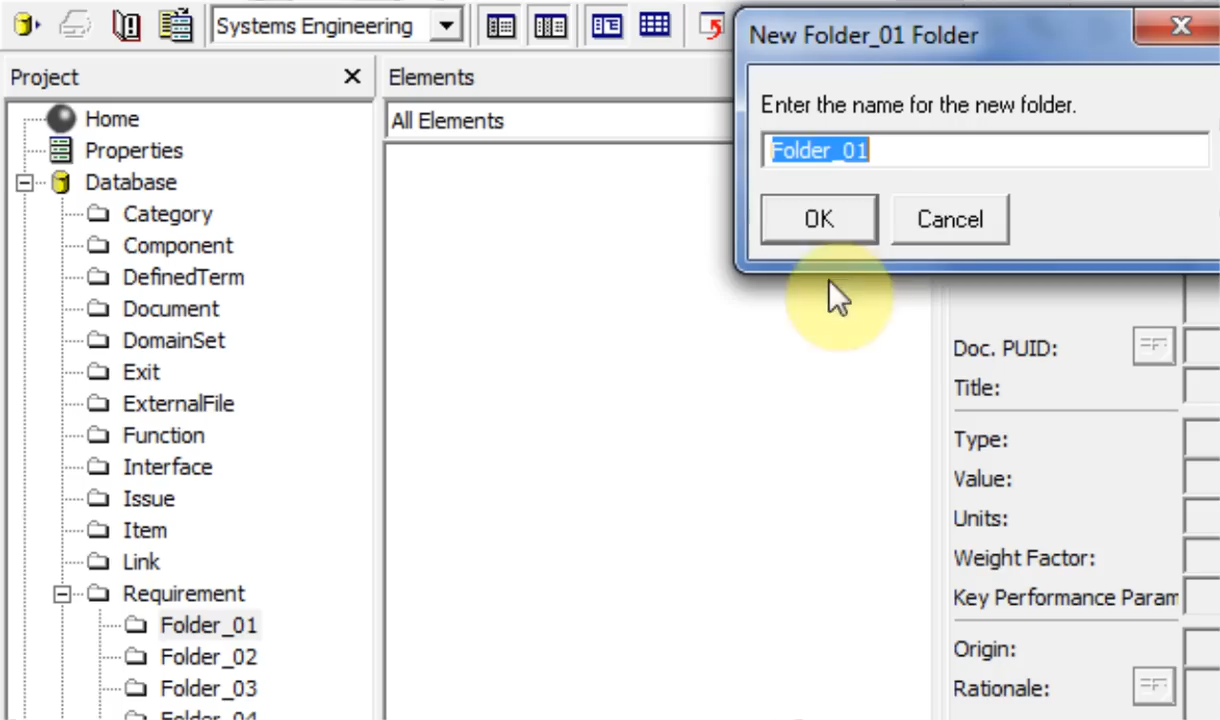 Systems Engineering
New Folder_01 Folder
Enter the name for the new folder.
Folder_01
OK
Cancel
Project
Home
Properties
Database
Category
Component
DefinedTerm
Document
DomainSet
Exit
ExternalFile
Function
Interface
Issue
Item
Link
Requirement
Folder_01
Folder_02
Folder_03
Folder_04
Elements
All Elements
Doc. PUID:
Title:
Type:
Value:
Units:
Weight Factor:
Key Performance Param
Origin:
Rationale: